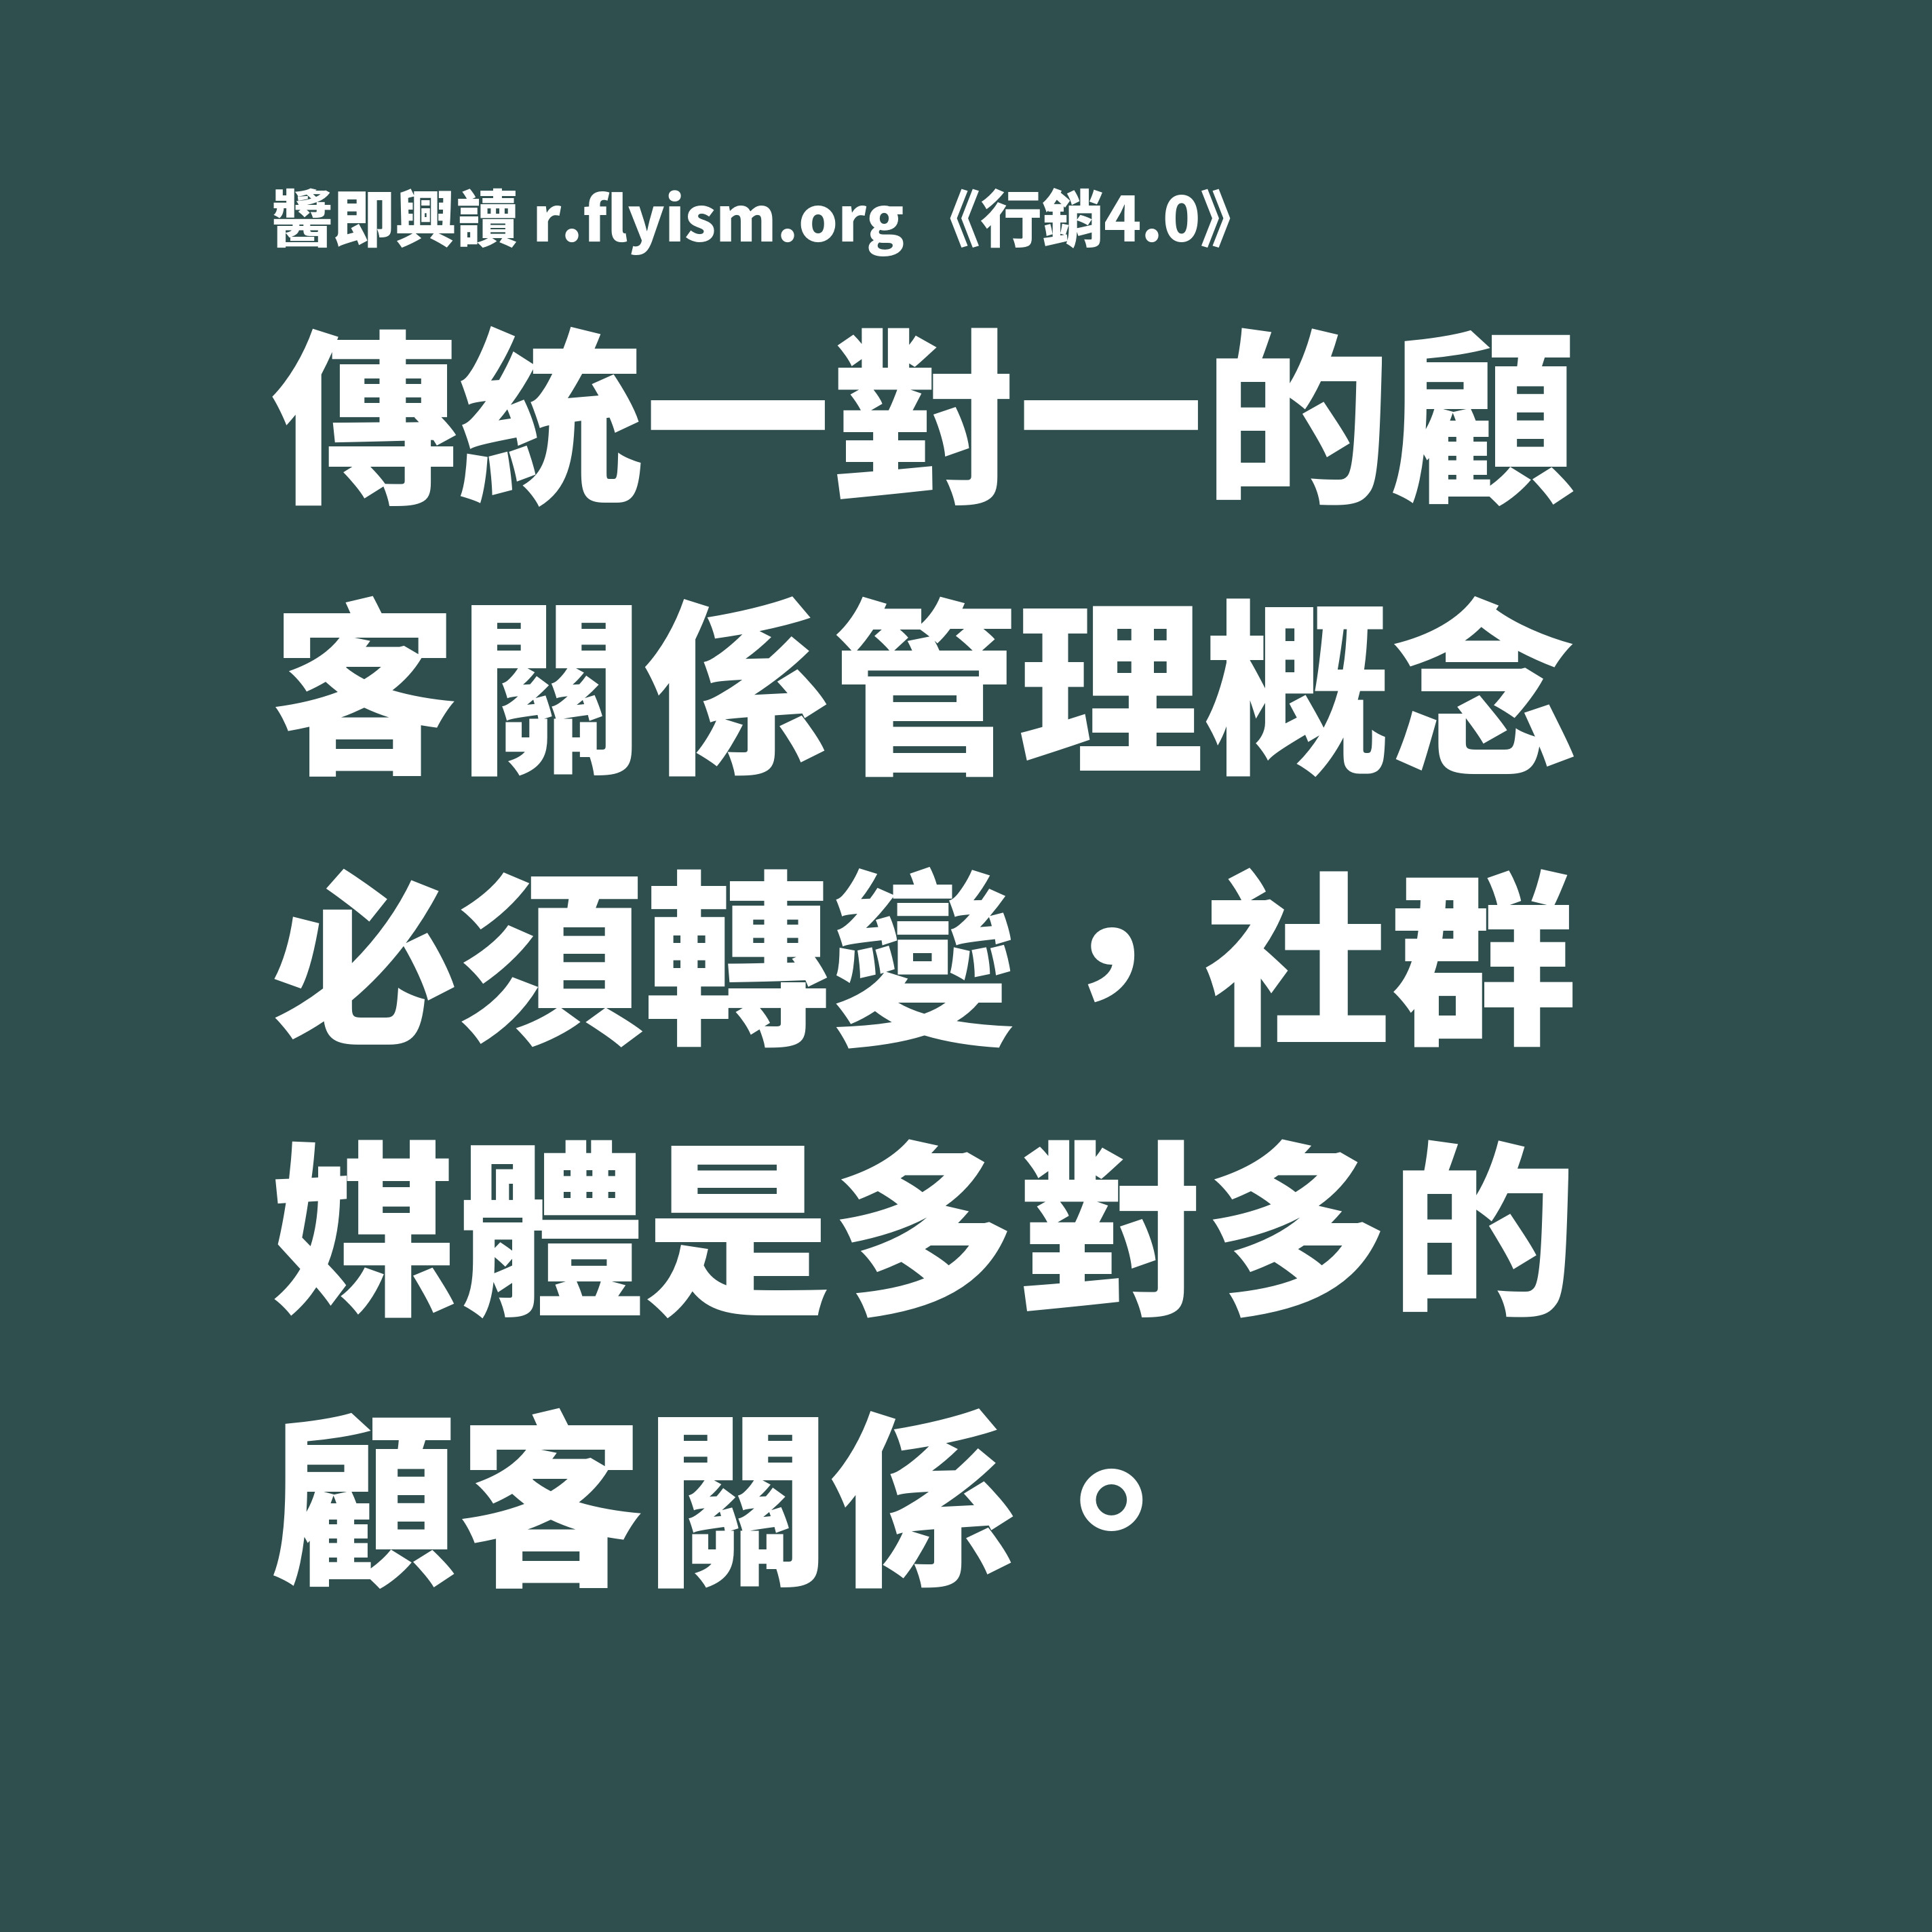 醬即興讀 r.flyism.org 《行銷4.0》
傳統一對一的顧
客關係管理概念
必須轉變，社群
媒體是多對多的
顧客關係。